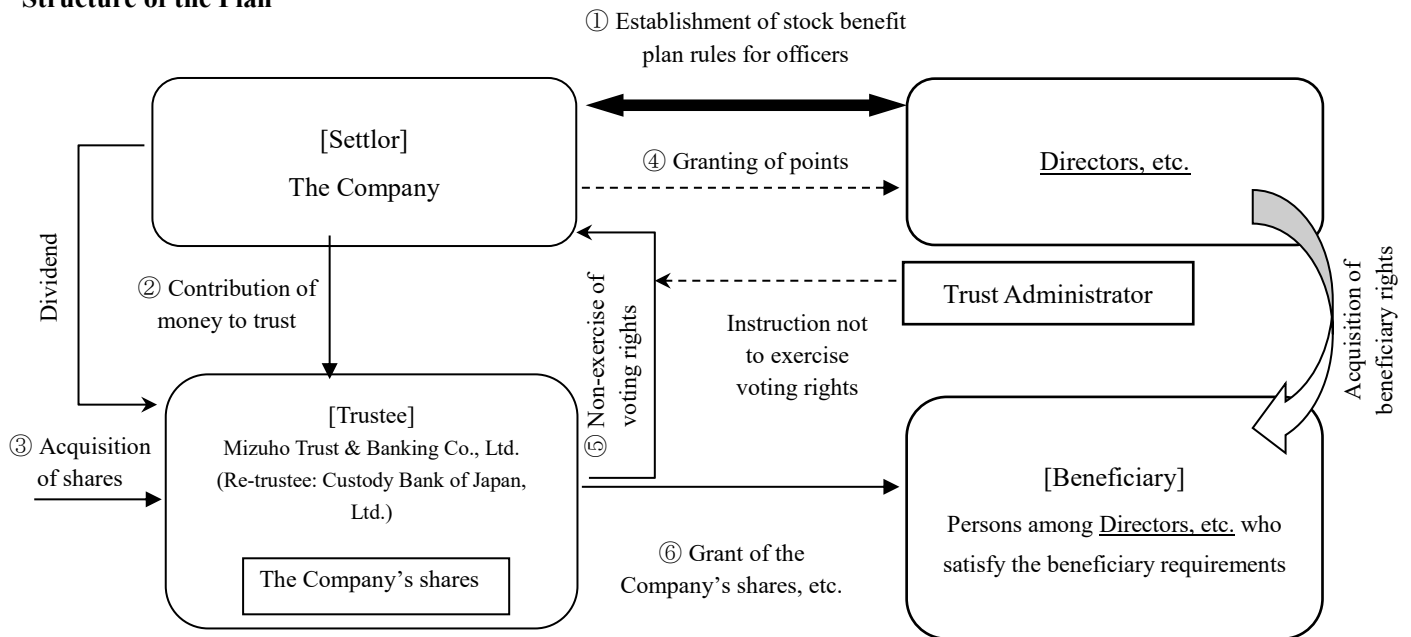 Structure of the Plan
① Establishment of stock benefit
plan rules for officers
[Settlor]
The Company
④ Granting of points
Directors, etc.
Dividend
② Contribution of
money to trust
⑤ Non-exercise of
voting rights
Trust Administrator
Instruction not
to exercise
voting rights
Acquisition of
beneficiary rights
③ Acquisition
of shares
[Trustee]
Mizuho Trust & Banking Co., Ltd.
(Re-trustee: Custody Bank of Japan,
Ltd.)
The Company’s shares
⑥ Grant of the
Company’s shares, etc.
[Beneficiary]
Persons among Directors, etc. who
satisfy the beneficiary requirements